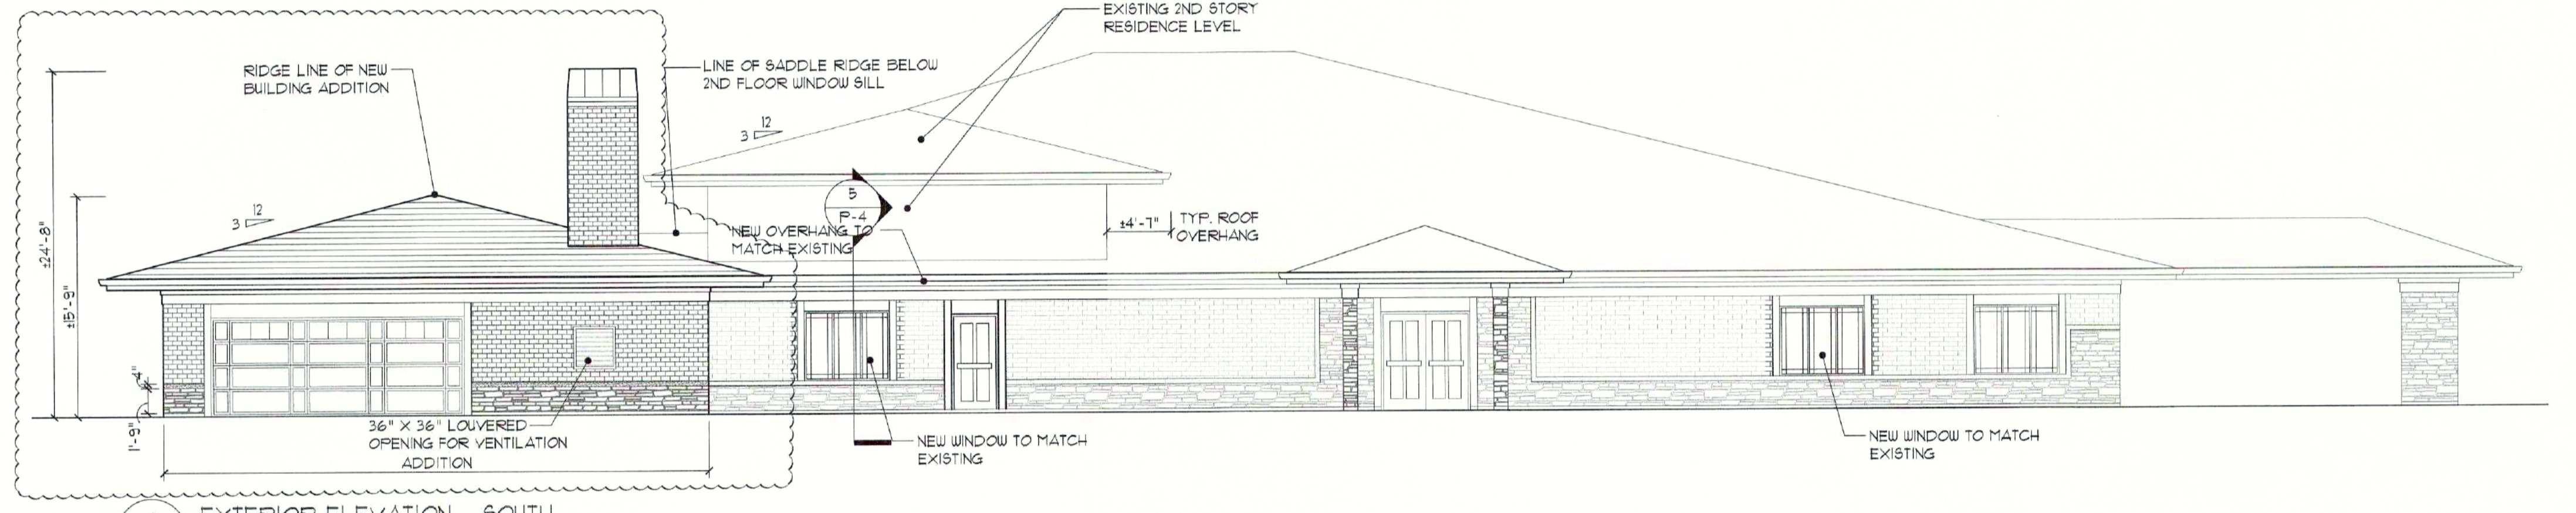 EXISTING 2ND STORY
RESIDENCE LEVEL
RIDGE LINE OF NEW
BUILDING ADDITION
LINE OF SADDLE RIDGE BELOW
2ND FLOOR WINDOW SILL
12
3
12
3
5
P-4
NEW OVERHANG TO
MATCH EXISTING
±4'-7"
TYP. ROOF
OVERHANG
±24'-8"
±15'-9"
4"
1'-9"
36" X 36" LOUVERED
OPENING FOR VENTILATION
ADDITION
NEW WINDOW TO MATCH
EXISTING
NEW WINDOW TO MATCH
EXISTING
EXTERIOR ELEVATION - SOUTH